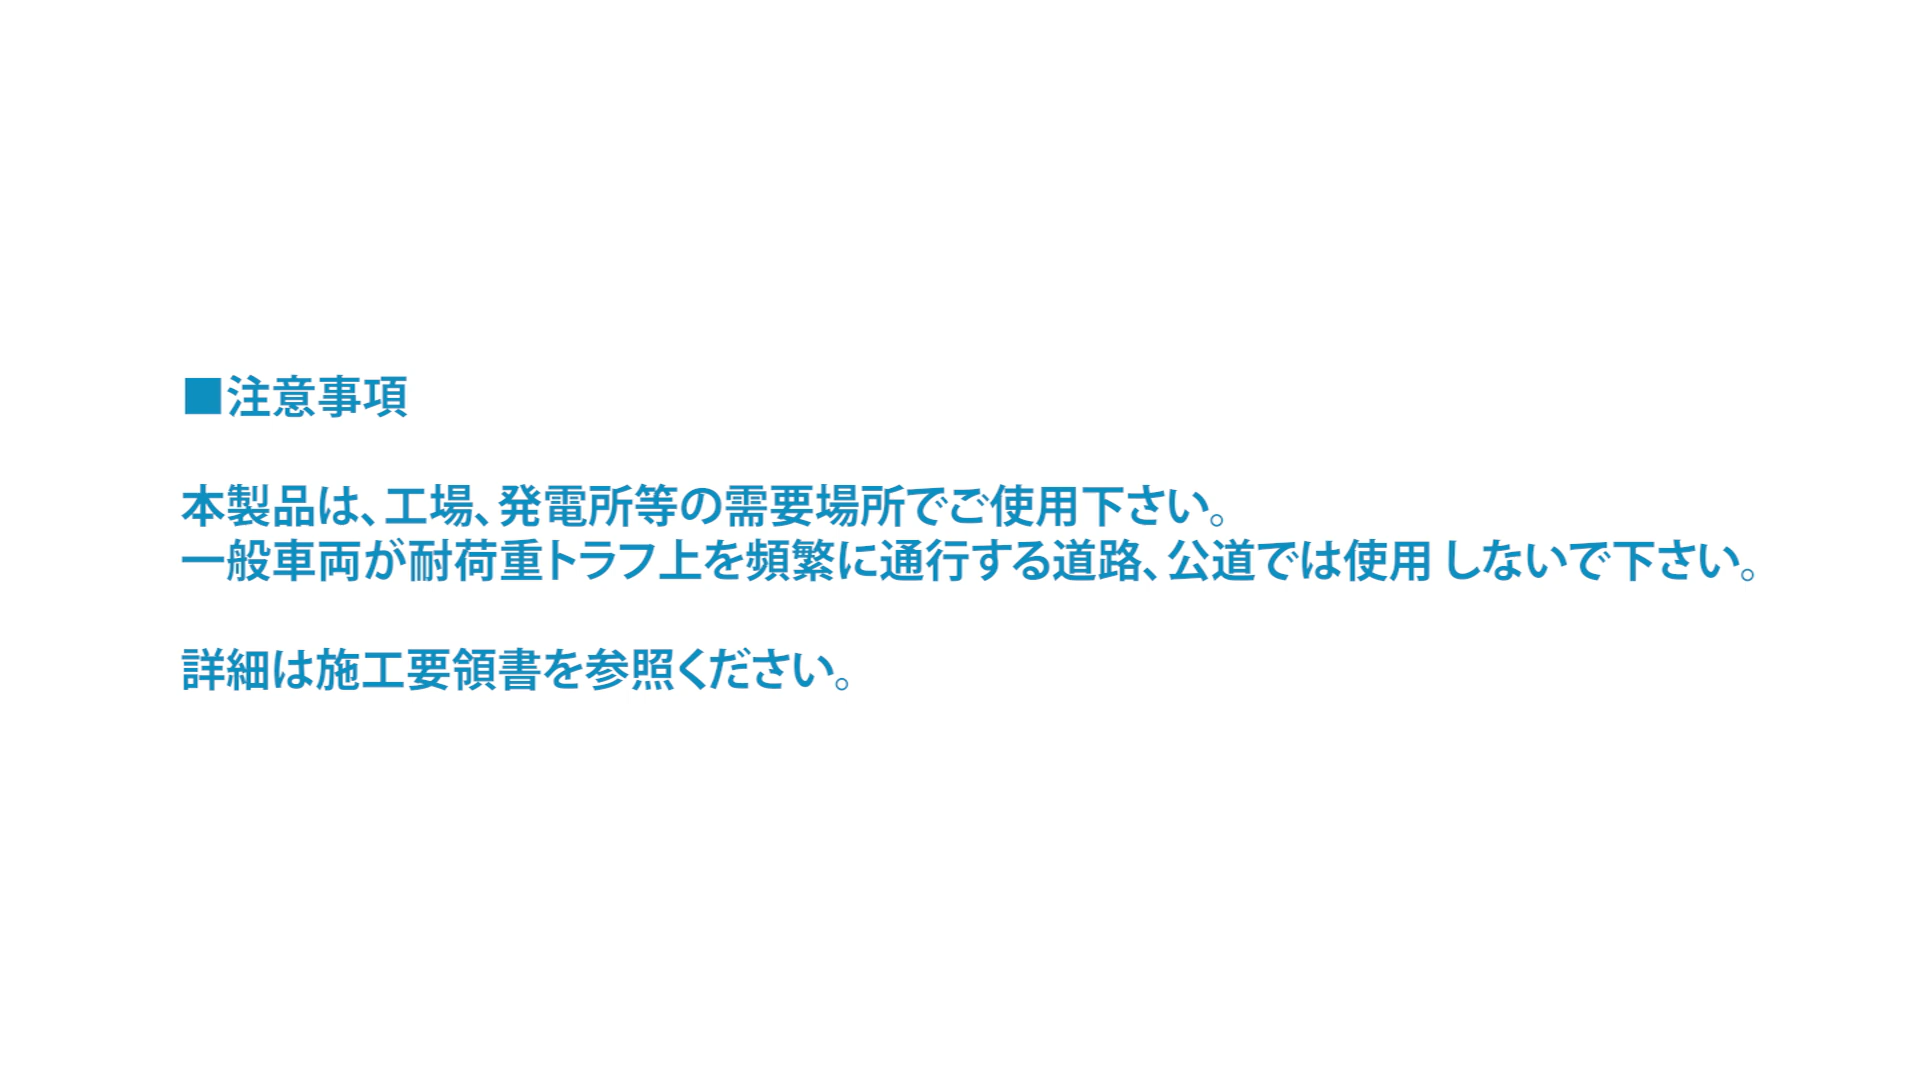 ■注意事項
本製品は、工場、発電所等の需要場所でご使用下さい。
一般車両が耐荷重トラフ上を頻繁に通行する道路、公道では使用しないで下さい。
詳細は施工要領書を参照ください。